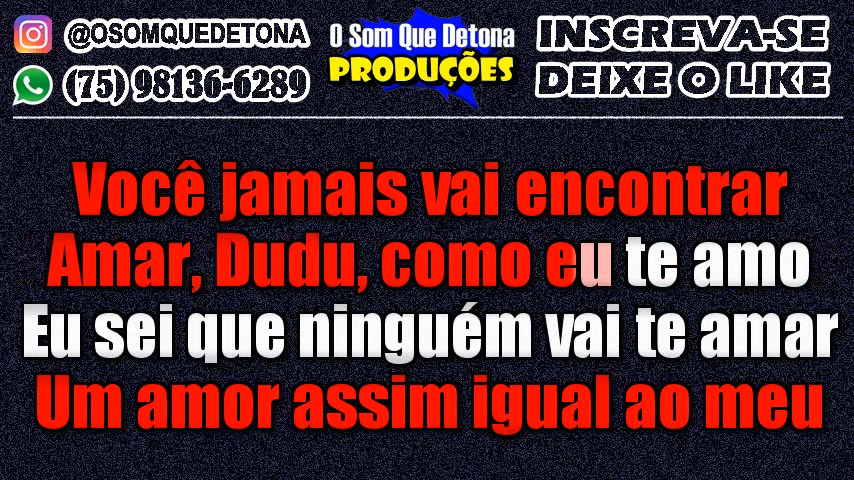 @OSOMQUEDETONA
(75) 98136-6289
O Som Que Detona
PRODUÇÕES
INSCREVA-SE
DEIXE O LIKE
Você jamais vai encontrar
Amar, Dudu, como eu te amo
Eu sei que ninguém vai te amar
Um amor assim igual ao meu